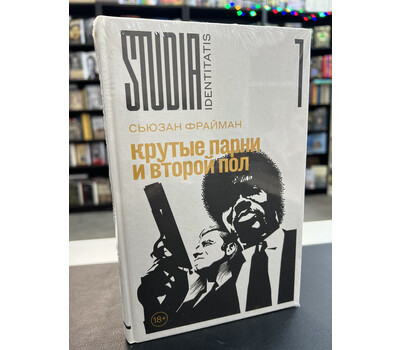 STUDIA
IDENTITATIS
1
СЬЮЗАН ФРАЙМАН
крутые парни
и второй пол
18+